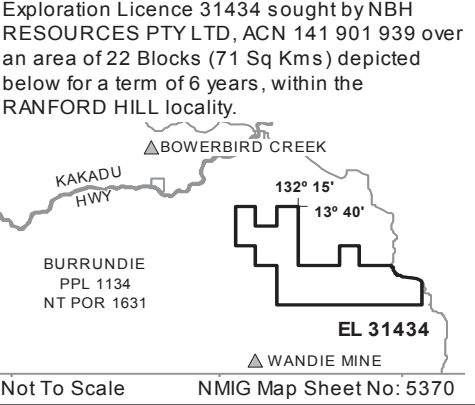 Exploration Licence 31434 sought by NBH
RESOURCES PTY LTD, ACN 141 901 939 over
an area of 22 Blocks (71 Sq Kms) depicted
below for a term of 6 years, within the
RANFORD HILL locality.
BOWERBIRD CREEK
KAKADU
HWY
132º 15'
13º 40'
BURRUNDIE
PPL 1134
NT POR 1631
EL 31434
WANDIE MINE
Not To Scale NMIG Map Sheet No: 5370